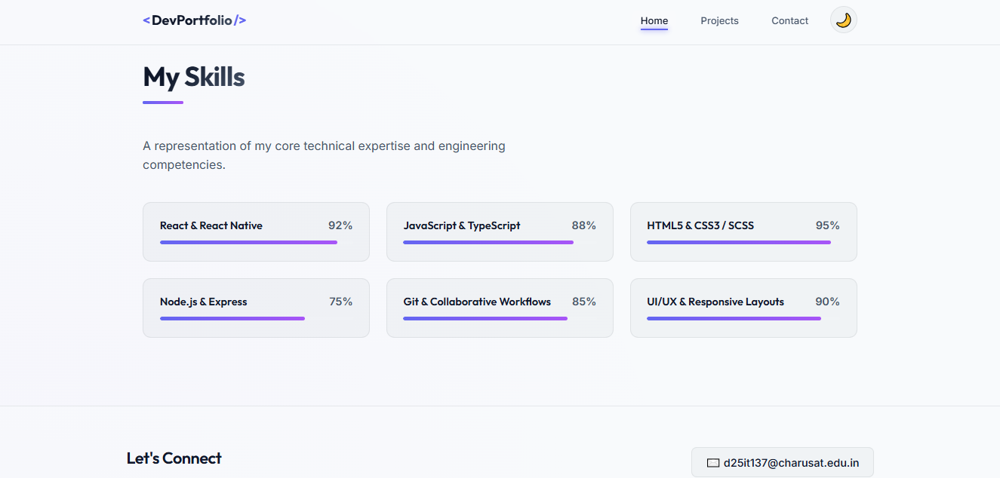 <DevPortfolio/>
Home
Projects
Contact
My Skills
A representation of my core technical expertise and engineering
competencies.
React & React Native
92%
JavaScript & TypeScript
88%
HTML5 & CSS3 / SCSS
95%
Node.js & Express
75%
Git & Collaborative Workflows
85%
UI/UX & Responsive Layouts
90%
Let's Connect
d25it137@charusat.edu.in